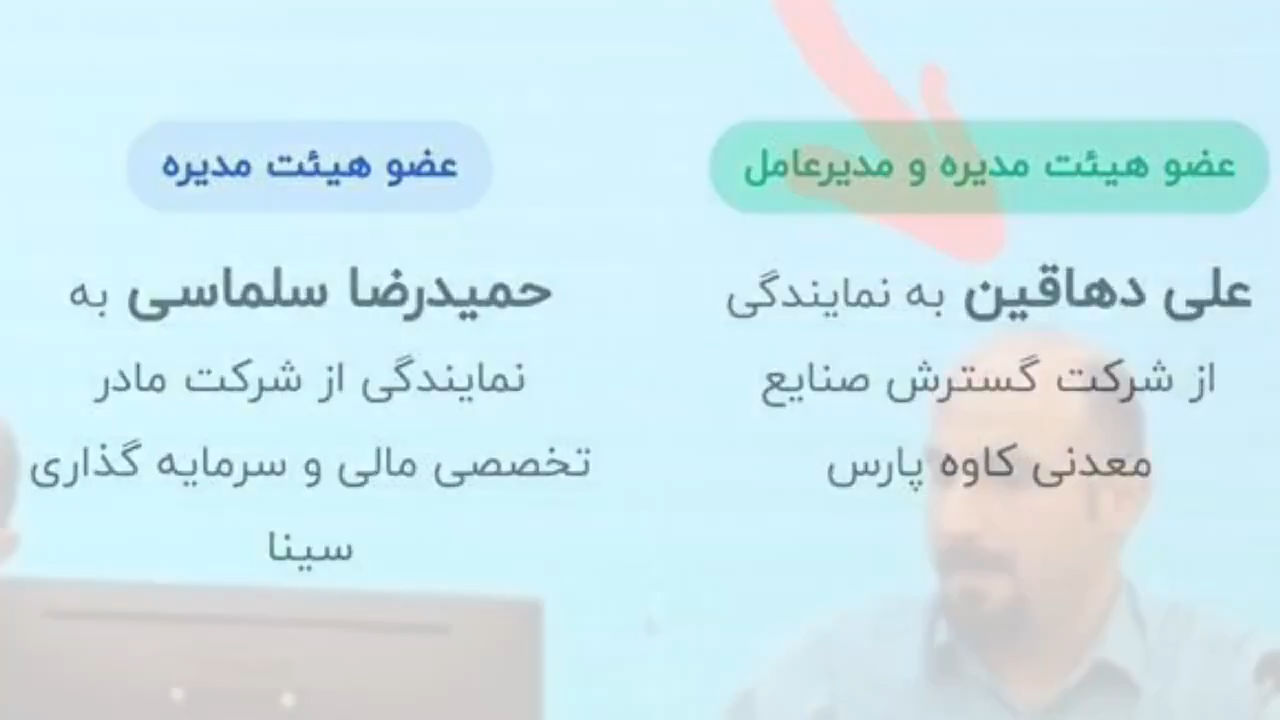 عضو هیئت مدیره و مدیرعامل
علی دهاقین به نمایندگی
از شرکت گسترش صنایع
معدنی کاوه پارس
عضو هیئت مدیره
حمیدرضا سلماسی به
نمایندگی از شرکت مادر
تخصصی مالی و سرمایه گذاری
سینا